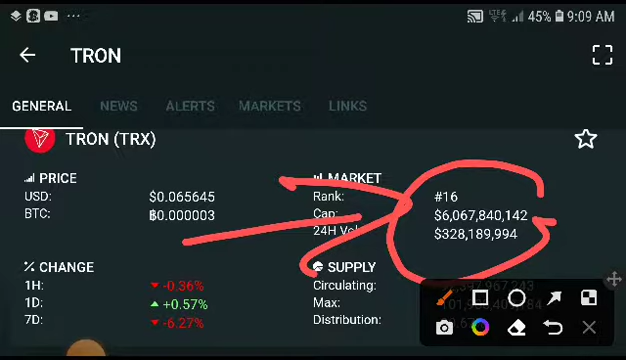 LTE 45% 9:09 AM
TRON
GENERAL NEWS ALERTS MARKETS LINKS
TRON (TRX)
PRICE MARKET
USD: $0.065645 Rank: #16
BTC: ฿0.000003 Cap: $6,067,840,142
24H $328,189,994
CHANGE SUPPLY
1H: -0.36% Circulating:
1D: +0.57% Max:
7D: -6.27% Distribution: